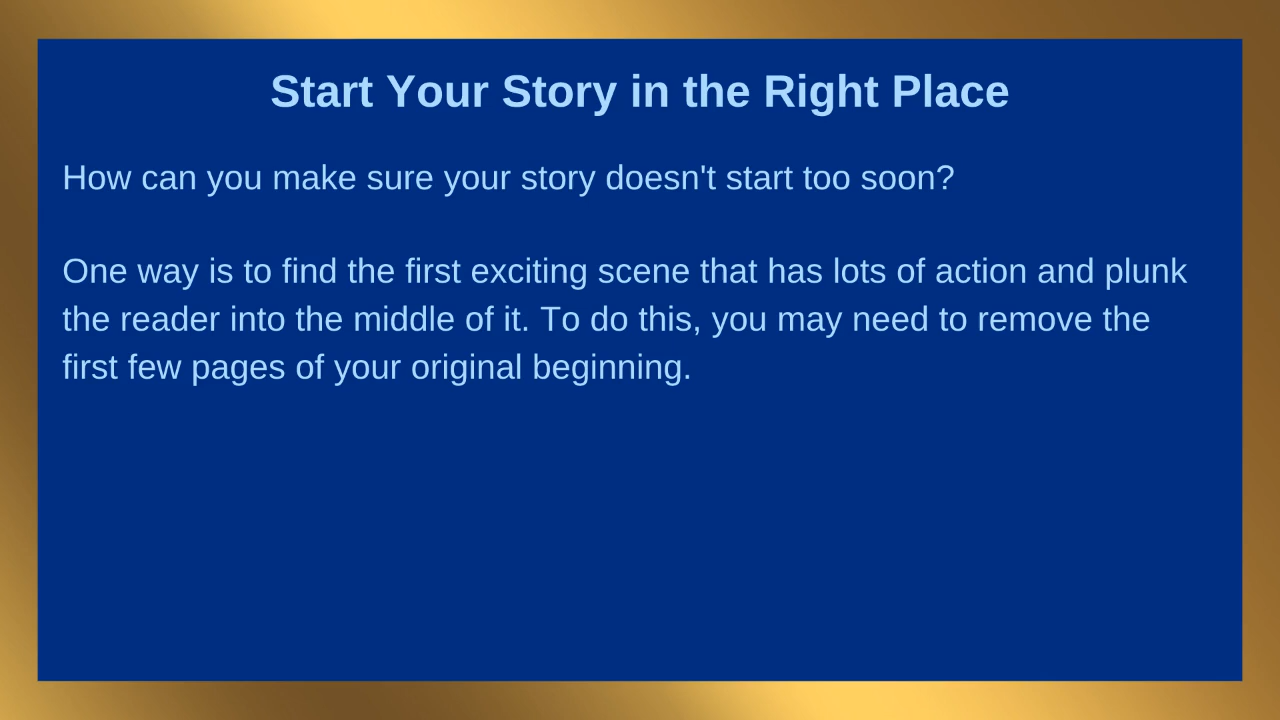 Start Your Story in the Right Place
How can you make sure your story doesn't start too soon?
One way is to find the first exciting scene that has lots of action and plunk
the reader into the middle of it. To do this, you may need to remove the
first few pages of your original beginning.